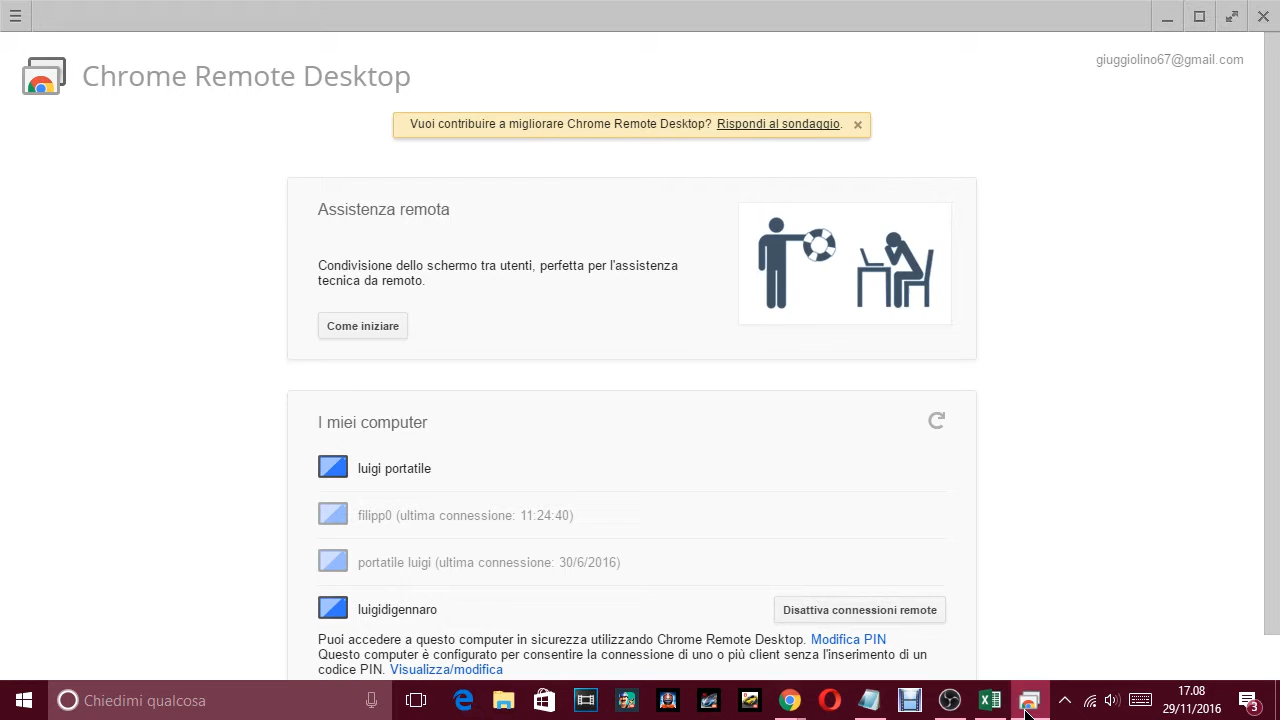 Chrome Remote Desktop
giuggiolino67@gmail.com
Vuoi contribuire a migliorare Chrome Remote Desktop? Rispondi al sondaggio.
Assistenza remota
Condivisione dello schermo tra utenti, perfetta per l'assistenza
tecnica da remoto.
Come iniziare
I miei computer
luigi portatile
filipp0 (ultima connessione: 11:24:40)
portatile luigi (ultima connessione: 30/6/2016)
luigidigennaro
Disattiva connessioni remote
Puoi accedere a questo computer in sicurezza utilizzando Chrome Remote Desktop. Modifica PIN
Questo computer è configurato per consentire la connessione di uno o più client senza l'inserimento di un
codice PIN. Visualizza/modifica
Chiedimi qualcosa
17.08
29/11/2016
3